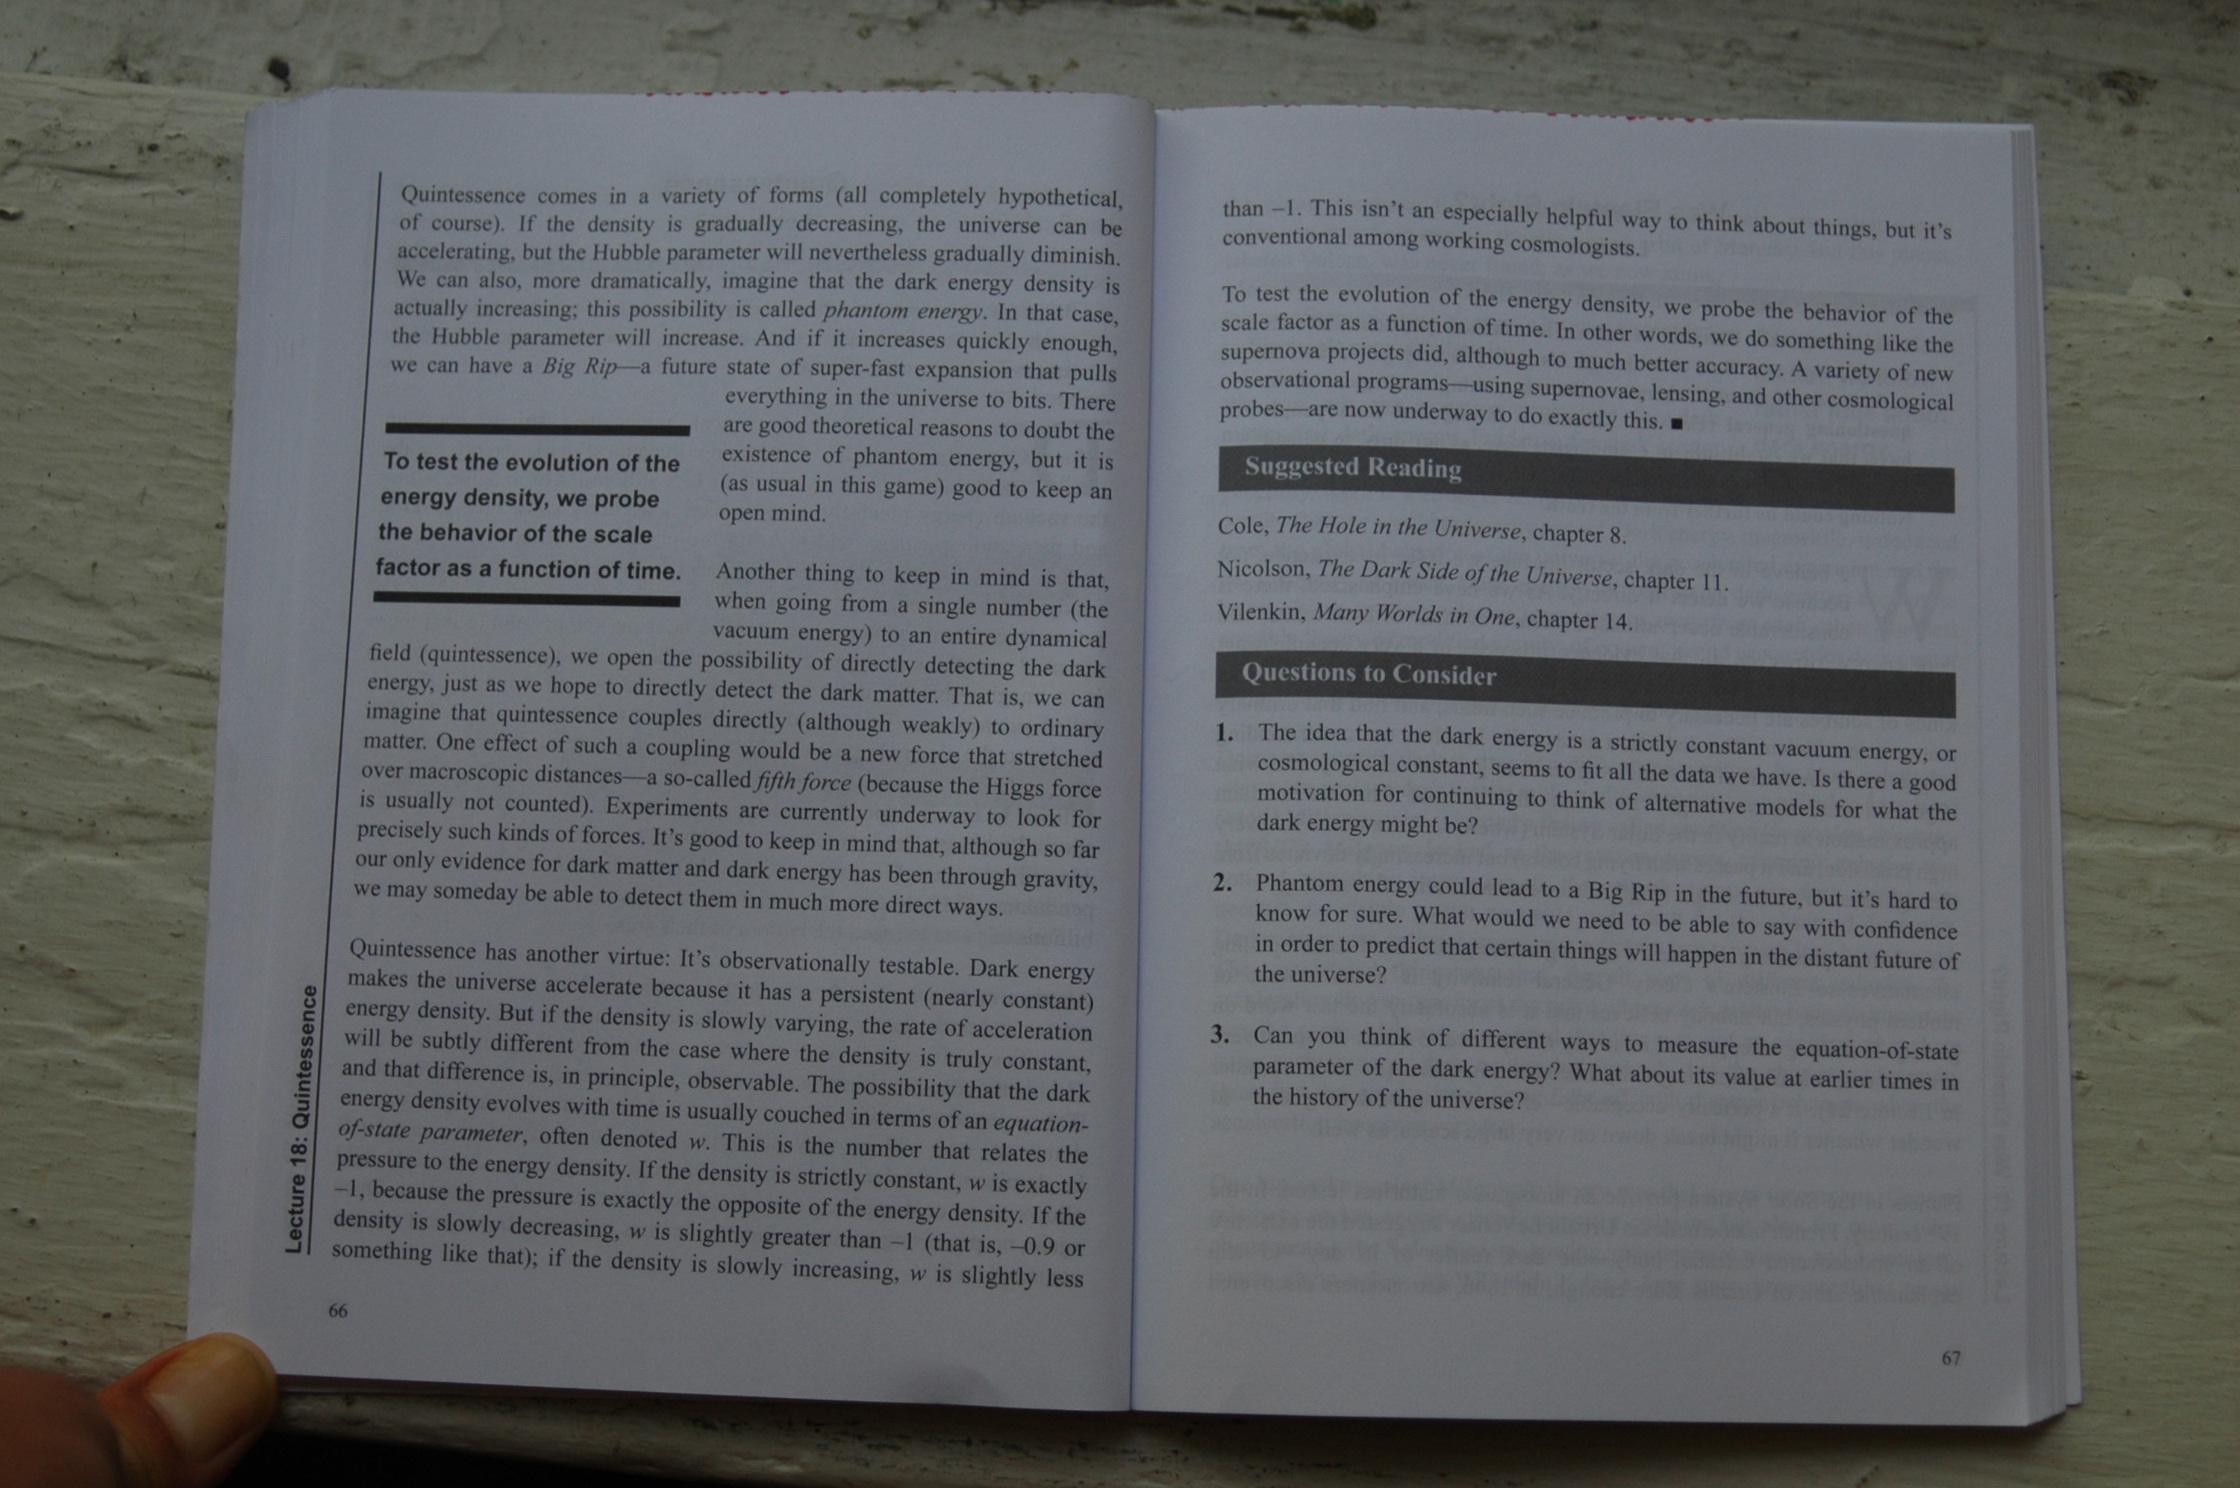 Quintessence comes in a variety of forms (all completely hypothetical,
of course). If the density is gradually decreasing, the universe can be
accelerating, but the Hubble parameter will nevertheless gradually diminish.
We can also, more dramatically, imagine that the dark energy density is
actually increasing; this possibility is called phantom energy. In that case,
the Hubble parameter will increase. And if it increases quickly enough,
we can have a Big Rip—a future state of super-fast expansion that pulls
everything in the universe to bits. There
are good theoretical reasons to doubt the
existence of phantom energy, but it is
(as usual in this game) good to keep an
open mind.
To test the evolution of the
energy density, we probe
the behavior of the scale
factor as a function of time.
Another thing to keep in mind is that,
when going from a single number (the
vacuum energy) to an entire dynamical
field (quintessence), we open the possibility of directly detecting the dark
energy, just as we hope to directly detect the dark matter. That is, we can
imagine that quintessence couples directly (although weakly) to ordinary
matter. One effect of such a coupling would be a new force that stretched
over macroscopic distances—a so-called fifth force (because the Higgs force
is usually not counted). Experiments are currently underway to look for
precisely such kinds of forces. It's good to keep in mind that, although so far
our only evidence for dark matter and dark energy has been through gravity,
we may someday be able to detect them in much more direct ways.
Quintessence has another virtue: It's observationally testable. Dark energy
makes the universe accelerate because it has a persistent (nearly constant)
energy density. But if the density is slowly varying, the rate of acceleration
will be subtly different from the case where the density is truly constant,
and that difference is, in principle, observable. The possibility that the dark
energy density evolves with time is usually couched in terms of an equation-
of-state parameter, often denoted w. This is the number that relates the
pressure to the energy density. If the density is strictly constant, w is exactly
–1, because the pressure is exactly the opposite of the energy density. If the
density is slowly decreasing, w is slightly greater than –1 (that is, –0.9 or
something like that); if the density is slowly increasing, w is slightly less
Lecture 18: Quintessence
66
than –1. This isn't an especially helpful way to think about things, but it's
conventional among working cosmologists.
To test the evolution of the energy density, we probe the behavior of the
scale factor as a function of time. In other words, we do something like the
supernova projects did, although to much better accuracy. A variety of new
observational programs—using supernovae, lensing, and other cosmological
probes—are now underway to do exactly this. ■
Suggested Reading
Cole, The Hole in the Universe, chapter 8.
Nicolson, The Dark Side of the Universe, chapter 11.
Vilenkin, Many Worlds in One, chapter 14.
Questions to Consider
1. The idea that the dark energy is a strictly constant vacuum energy, or
cosmological constant, seems to fit all the data we have. Is there a good
motivation for continuing to think of alternative models for what the
dark energy might be?
2. Phantom energy could lead to a Big Rip in the future, but it's hard to
know for sure. What would we need to be able to say with confidence
in order to predict that certain things will happen in the distant future of
the universe?
3. Can you think of different ways to measure the equation-of-state
parameter of the dark energy? What about its value at earlier times in
the history of the universe?
67